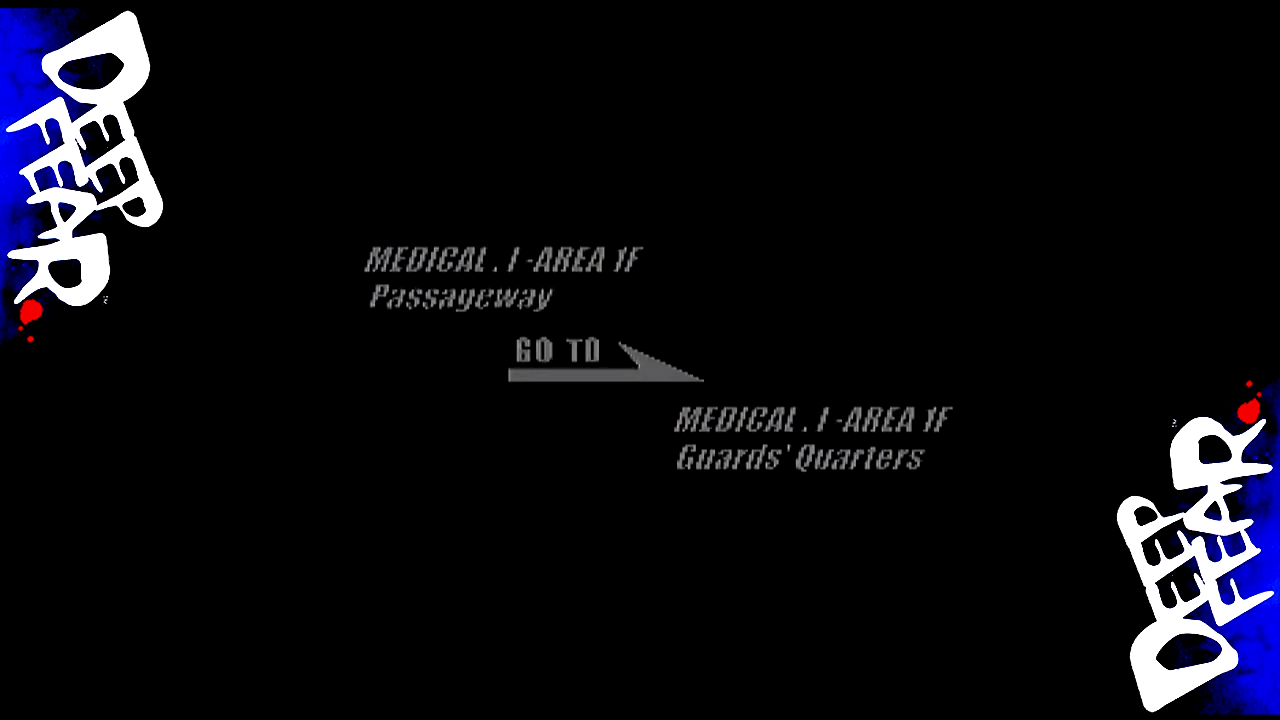 DEEP
FEAR
MEDICAL . I -AREA 1F
Passageway
GO TO
MEDICAL . I -AREA 1F
Guards' Quarters
DEEP
FEAR